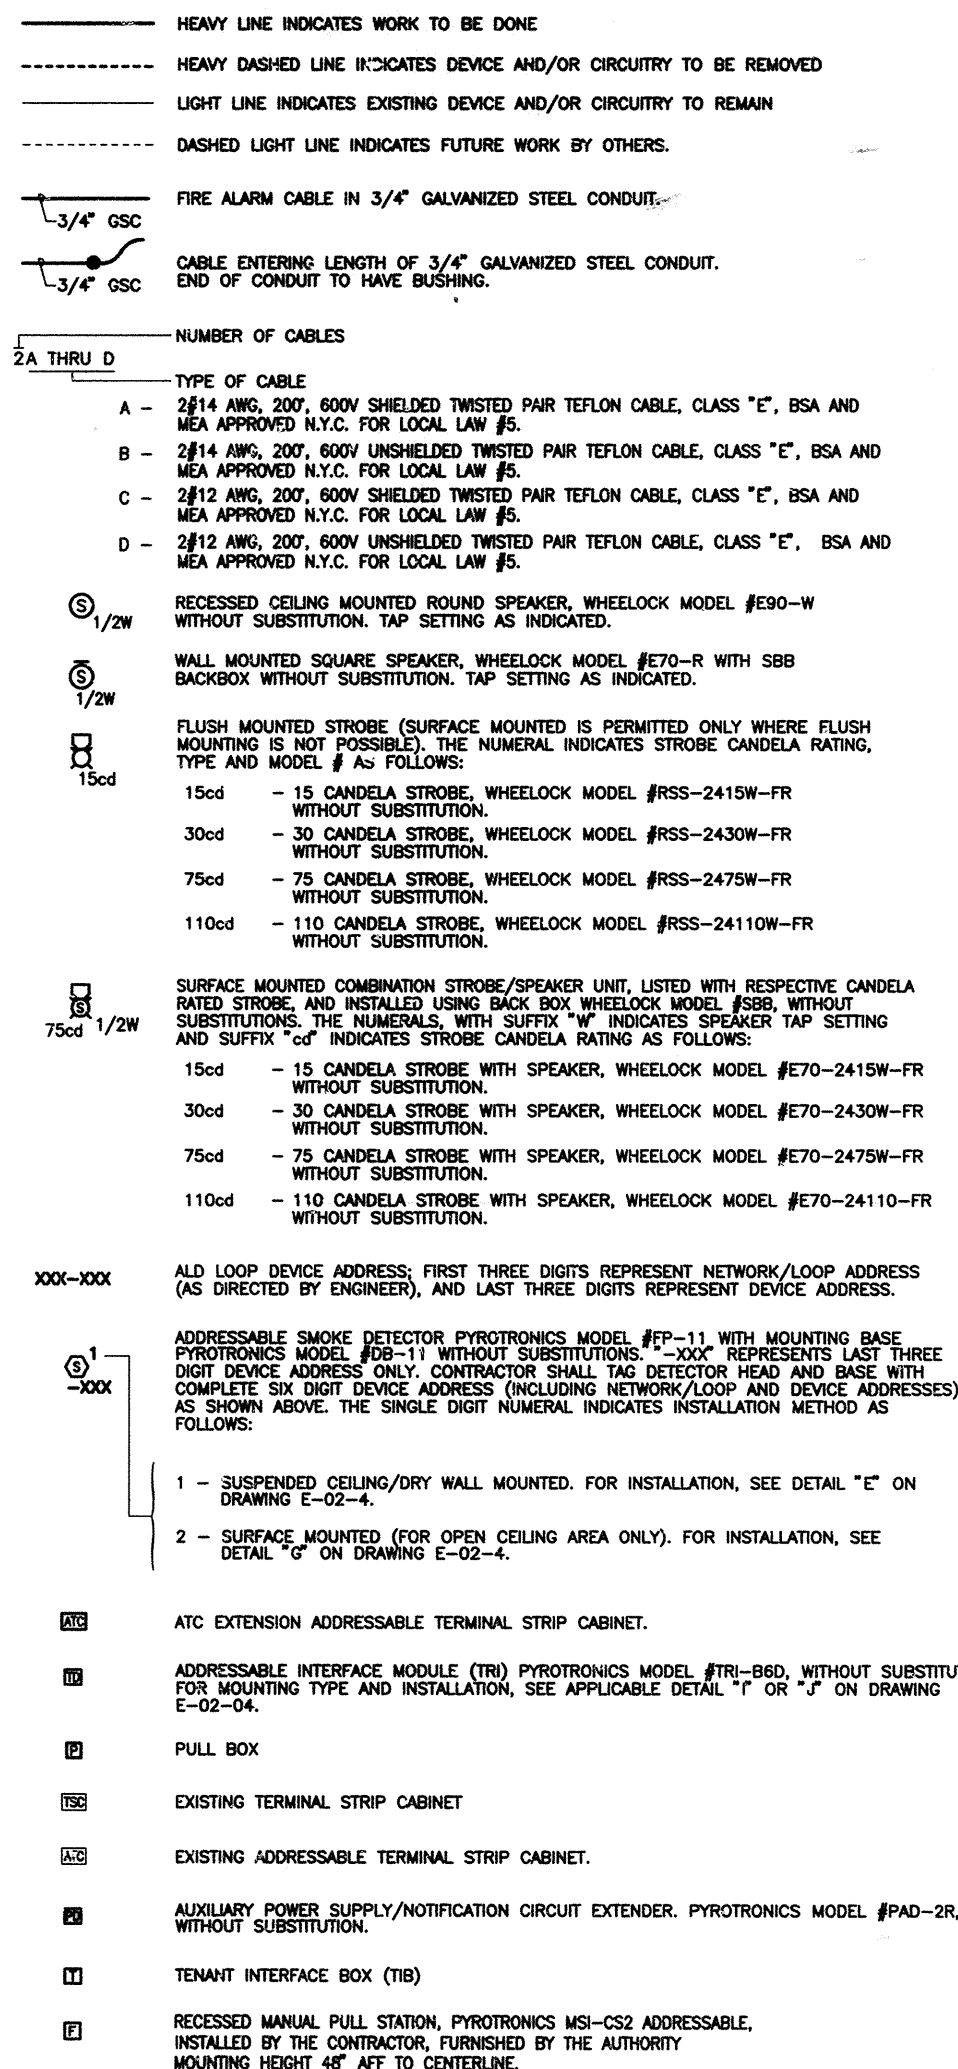 HEAVY LINE INDICATES WORK TO BE DONE
HEAVY DASHED LINE INDICATES DEVICE AND/OR CIRCUITRY TO BE REMOVED
LIGHT LINE INDICATES EXISTING DEVICE AND/OR CIRCUITRY TO REMAIN
DASHED LIGHT LINE INDICATES FUTURE WORK BY OTHERS.
FIRE ALARM CABLE IN 3/4" GALVANIZED STEEL CONDUIT.
3/4" GSC
CABLE ENTERING LENGTH OF 3/4" GALVANIZED STEEL CONDUIT.
END OF CONDUIT TO HAVE BUSHING.
3/4" GSC
NUMBER OF CABLES
2A THRU D
TYPE OF CABLE
A – 2#14 AWG, 200°, 600V SHIELDED TWISTED PAIR TEFLON CABLE, CLASS "E", BSA AND
MEA APPROVED N.Y.C. FOR LOCAL LAW #5.
B – 2#14 AWG, 200°, 600V UNSHIELDED TWISTED PAIR TEFLON CABLE, CLASS "E", BSA AND
MEA APPROVED N.Y.C. FOR LOCAL LAW #5.
C – 2#12 AWG, 200°, 600V SHIELDED TWISTED PAIR TEFLON CABLE, CLASS "E", BSA AND
MEA APPROVED N.Y.C. FOR LOCAL LAW #5.
D – 2#12 AWG, 200°, 600V UNSHIELDED TWISTED PAIR TEFLON CABLE, CLASS "E", BSA AND
MEA APPROVED N.Y.C. FOR LOCAL LAW #5.
S 1/2W
RECESSED CEILING MOUNTED ROUND SPEAKER, WHEELOCK MODEL #E90–W
WITHOUT SUBSTITUTION. TAP SETTING AS INDICATED.
S 1/2W
WALL MOUNTED SQUARE SPEAKER, WHEELOCK MODEL #E70–R WITH SBB
BACKBOX WITHOUT SUBSTITUTION. TAP SETTING AS INDICATED.
15cd
FLUSH MOUNTED STROBE (SURFACE MOUNTED IS PERMITTED ONLY WHERE FLUSH
MOUNTING IS NOT POSSIBLE). THE NUMERAL INDICATES STROBE CANDELA RATING,
TYPE AND MODEL # AS FOLLOWS:
15cd – 15 CANDELA STROBE, WHEELOCK MODEL #RSS–2415W–FR
WITHOUT SUBSTITUTION.
30cd – 30 CANDELA STROBE, WHEELOCK MODEL #RSS–2430W–FR
WITHOUT SUBSTITUTION.
75cd – 75 CANDELA STROBE, WHEELOCK MODEL #RSS–2475W–FR
WITHOUT SUBSTITUTION.
110cd – 110 CANDELA STROBE, WHEELOCK MODEL #RSS–24110W–FR
WITHOUT SUBSTITUTION.
S
75cd 1/2W
SURFACE MOUNTED COMBINATION STROBE/SPEAKER UNIT, LISTED WITH RESPECTIVE CANDELA
RATED STROBE, AND INSTALLED USING BACK BOX WHEELOCK MODEL #SBB, WITHOUT
SUBSTITUTIONS. THE NUMERALS, WITH SUFFIX "W" INDICATES SPEAKER TAP SETTING
AND SUFFIX "cd" INDICATES STROBE CANDELA RATING AS FOLLOWS:
15cd – 15 CANDELA STROBE WITH SPEAKER, WHEELOCK MODEL #E70–2415W–FR
WITHOUT SUBSTITUTION.
30cd – 30 CANDELA STROBE WITH SPEAKER, WHEELOCK MODEL #E70–2430W–FR
WITHOUT SUBSTITUTION.
75cd – 75 CANDELA STROBE WITH SPEAKER, WHEELOCK MODEL #E70–2475W–FR
WITHOUT SUBSTITUTION.
110cd – 110 CANDELA STROBE WITH SPEAKER, WHEELOCK MODEL #E70–24110–FR
WITHOUT SUBSTITUTION.
XXX–XXX
ALD LOOP DEVICE ADDRESS; FIRST THREE DIGITS REPRESENT NETWORK/LOOP ADDRESS
(AS DIRECTED BY ENGINEER), AND LAST THREE DIGITS REPRESENT DEVICE ADDRESS.
S 1
–XXX
ADDRESSABLE SMOKE DETECTOR PYROTRONICS MODEL #FP–11 WITH MOUNTING BASE
PYROTRONICS MODEL #DB–11 WITHOUT SUBSTITUTIONS. "–XXX" REPRESENTS LAST THREE
DIGIT DEVICE ADDRESS ONLY. CONTRACTOR SHALL TAG DETECTOR HEAD AND BASE WITH
COMPLETE SIX DIGIT DEVICE ADDRESS (INCLUDING NETWORK/LOOP AND DEVICE ADDRESSES)
AS SHOWN ABOVE. THE SINGLE DIGIT NUMERAL INDICATES INSTALLATION METHOD AS
FOLLOWS:
1 – SUSPENDED CEILING/DRY WALL MOUNTED. FOR INSTALLATION, SEE DETAIL "E" ON
DRAWING E–02–4.
2 – SURFACE MOUNTED (FOR OPEN CEILING AREA ONLY). FOR INSTALLATION, SEE
DETAIL "G" ON DRAWING E–02–4.
ATC
ATC EXTENSION ADDRESSABLE TERMINAL STRIP CABINET.
ADDRESSABLE INTERFACE MODULE (TRI) PYROTRONICS MODEL #TRI–B6D, WITHOUT SUBSTITU
FOR MOUNTING TYPE AND INSTALLATION, SEE APPLICABLE DETAIL "I" OR "J" ON DRAWING
E–02–04.
P
PULL BOX
TSC
EXISTING TERMINAL STRIP CABINET
ATC
EXISTING ADDRESSABLE TERMINAL STRIP CABINET.
AUXILIARY POWER SUPPLY/NOTIFICATION CIRCUIT EXTENDER. PYROTRONICS MODEL #PAD–2R,
WITHOUT SUBSTITUTION.
T
TENANT INTERFACE BOX (TIB)
F
RECESSED MANUAL PULL STATION, PYROTRONICS MSI–CS2 ADDRESSABLE,
INSTALLED BY THE CONTRACTOR, FURNISHED BY THE AUTHORITY
MOUNTING HEIGHT 48" AFF TO CENTERLINE.